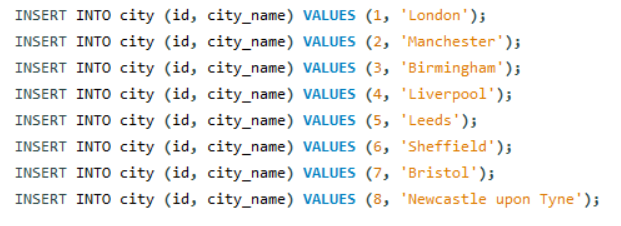 INSERT INTO city (id, city_name) VALUES (1, 'London');
INSERT INTO city (id, city_name) VALUES (2, 'Manchester');
INSERT INTO city (id, city_name) VALUES (3, 'Birmingham');
INSERT INTO city (id, city_name) VALUES (4, 'Liverpool');
INSERT INTO city (id, city_name) VALUES (5, 'Leeds');
INSERT INTO city (id, city_name) VALUES (6, 'Sheffield');
INSERT INTO city (id, city_name) VALUES (7, 'Bristol');
INSERT INTO city (id, city_name) VALUES (8, 'Newcastle upon Tyne');